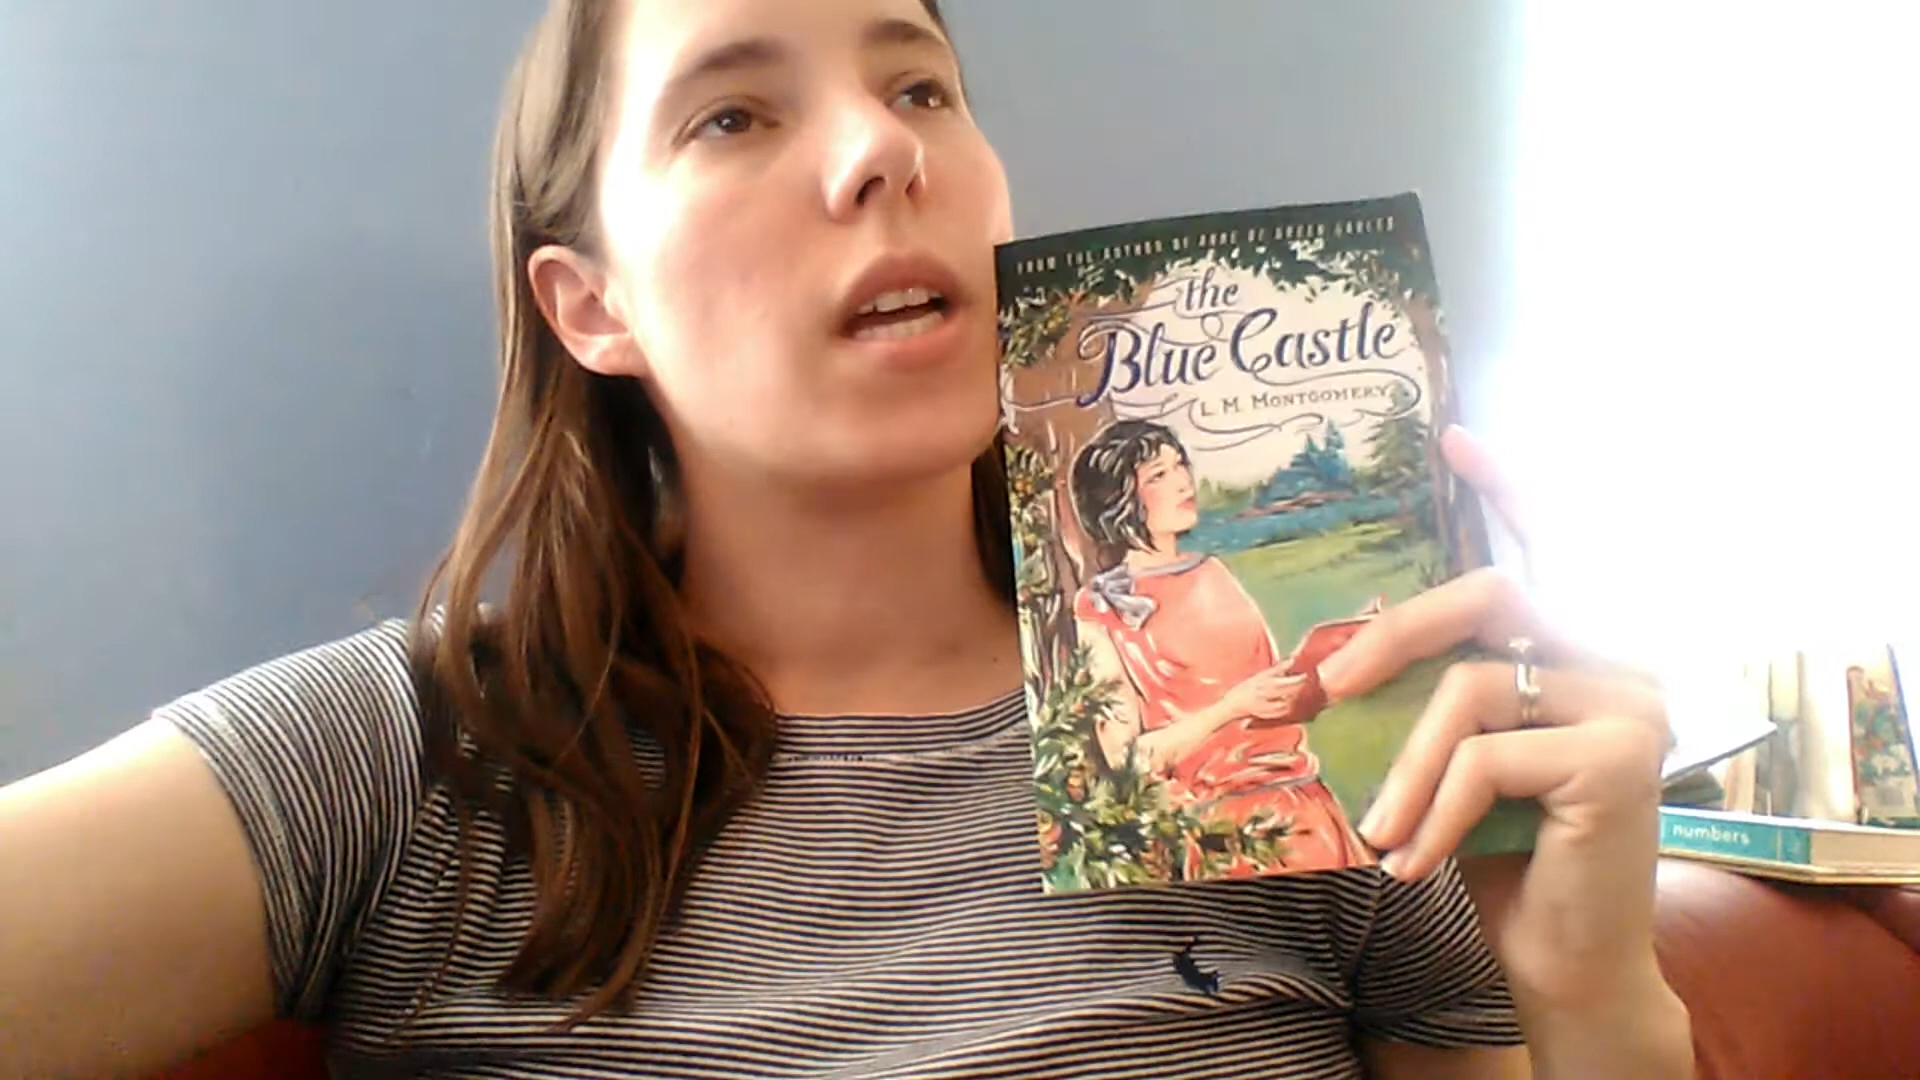 FROM THE AUTHOR OF ANNE OF GREEN GABLES
the
Blue Castle
L. M. MONTGOMERY
numbers